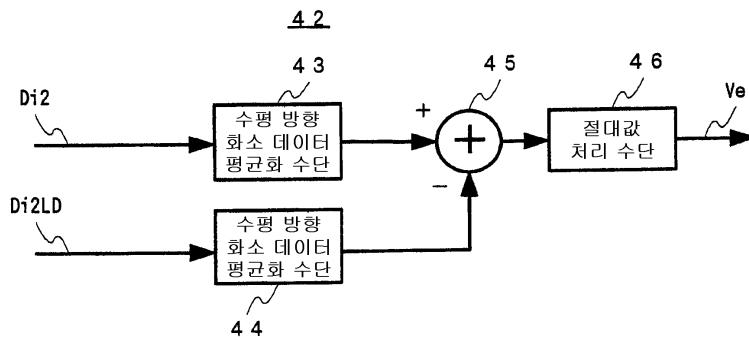 42
43
45
46
Di2
수평 방향
화소 데이터
평균화 수단
+
+
절대값
처리 수단
Ve
−
Di2LD
수평 방향
화소 데이터
평균화 수단
44